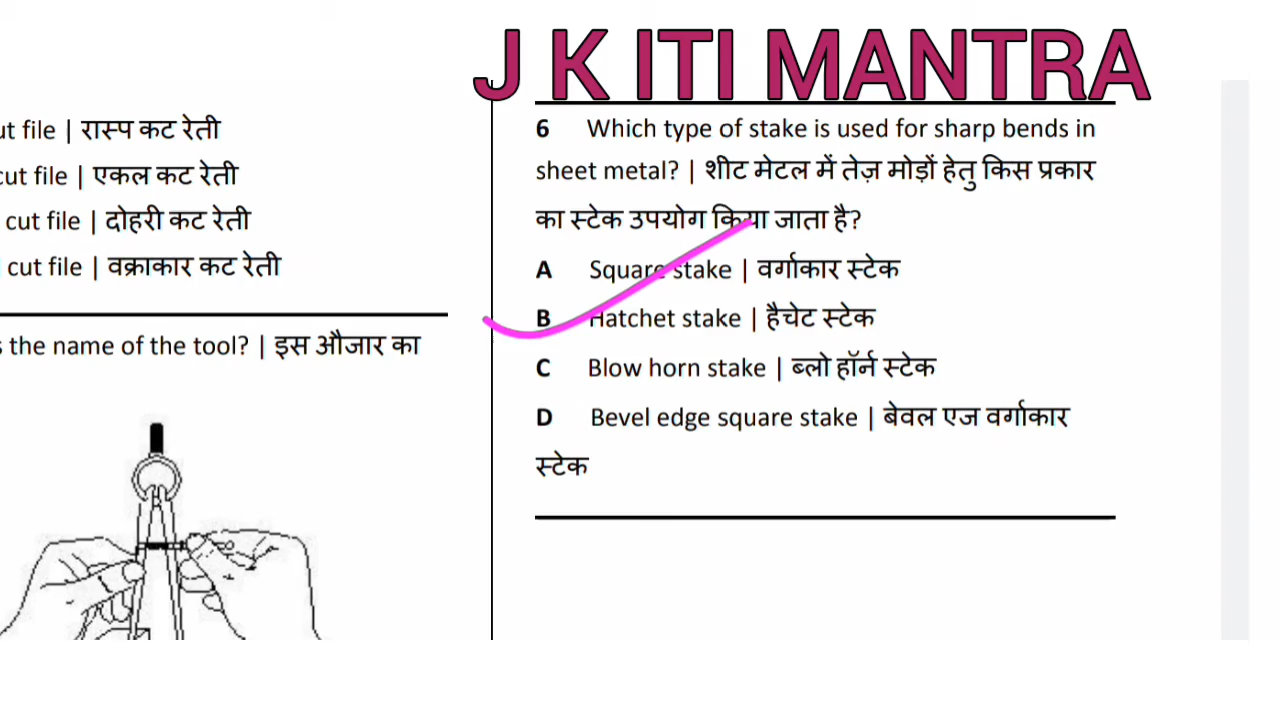 J K ITI MANTRA
ut file | रास्प कट रेती
cut file | एकल कट रेती
cut file | दोहरी कट रेती
cut file | वक्राकार कट रेती
s the name of the tool? | इस औजार का
6 Which type of stake is used for sharp bends in
sheet metal? | शीट मेटल में तेज़ मोड़ों हेतु किस प्रकार
का स्टेक उपयोग किया जाता है?
A Square stake | वर्गाकार स्टेक
B Hatchet stake | हैचेट स्टेक
C Blow horn stake | ब्लो हॉर्न स्टेक
D Bevel edge square stake | बेवल एज वर्गाकार
स्टेक